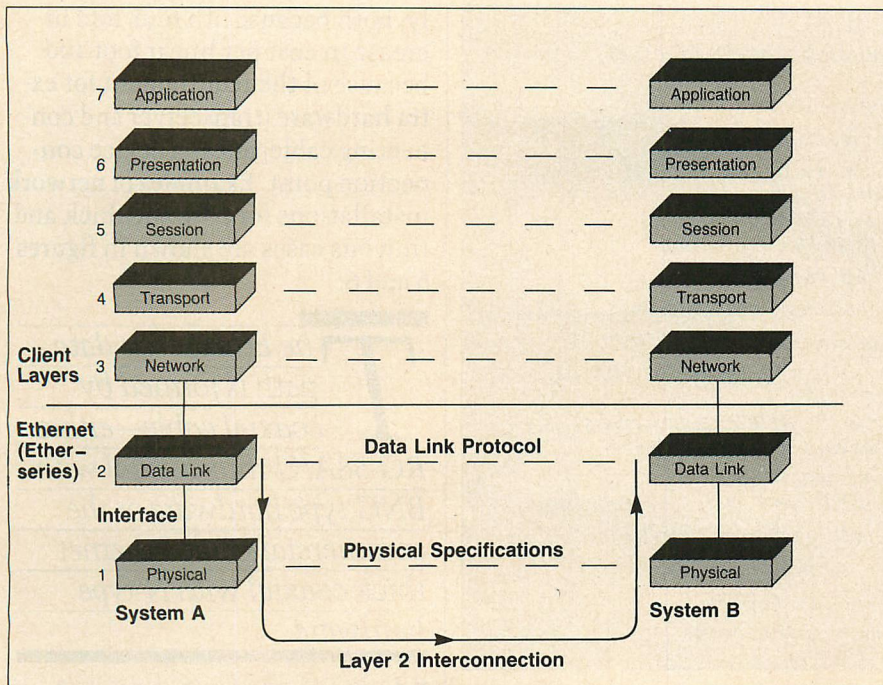 7 Application Application
6 Presentation Presentation
5 Session Session
4 Transport Transport
Client
Layers
3 Network Network
Ethernet
(Ether–
series)
2 Data Link Data Link Protocol Data Link
Interface
Physical Specifications
1 Physical Physical
System A System B
Layer 2 Interconnection